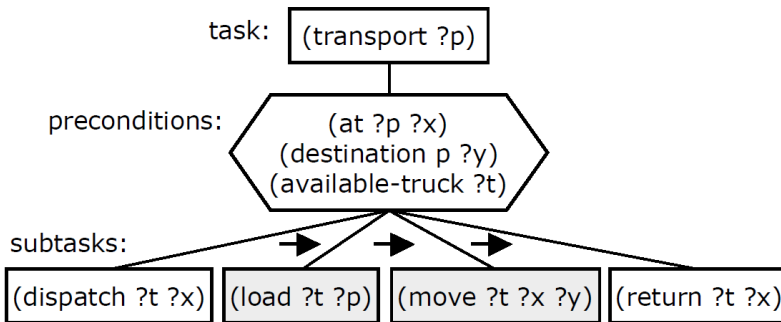 task: (transport ?p)
preconditions: (at ?p ?x)
(destination p ?y)
(available-truck ?t)
subtasks:
(dispatch ?t ?x) (load ?t ?p) (move ?t ?x ?y) (return ?t ?x)